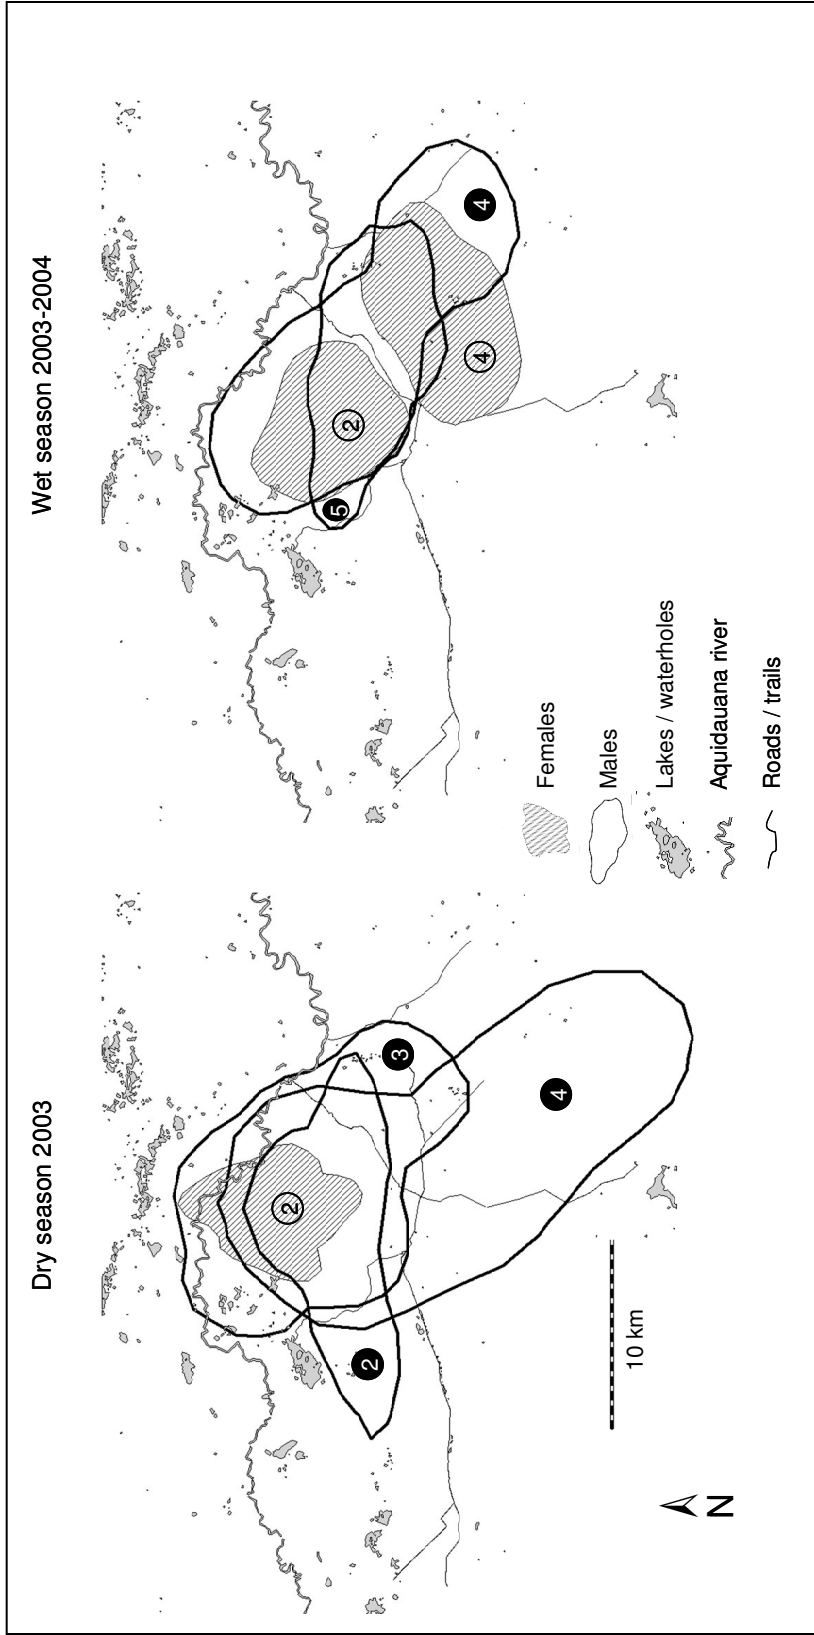 Dry season 2003
2
3
2
4
10 km
N
Wet season 2003-2004
2
5
4
4
Females
Males
Lakes / waterholes
Aquidauana river
Roads / trails